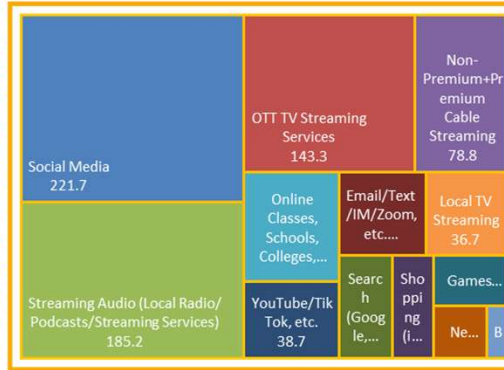 Social Media
221.7
Streaming Audio (Local Radio/
Podcasts/Streaming Services)
185.2
OTT TV Streaming
Services
143.3
Non-
Premium+Pr
emium
Cable
Streaming
78.8
Online
Classes,
Schools,
Colleges,...
YouTube/Tik
Tok, etc.
38.7
Email/Text
/IM/Zoom,
etc....
Local TV
Streaming
36.7
Searc
h
(Goog
le,...
Sho
ppi
ng
(i...
Games...
Ne...
B